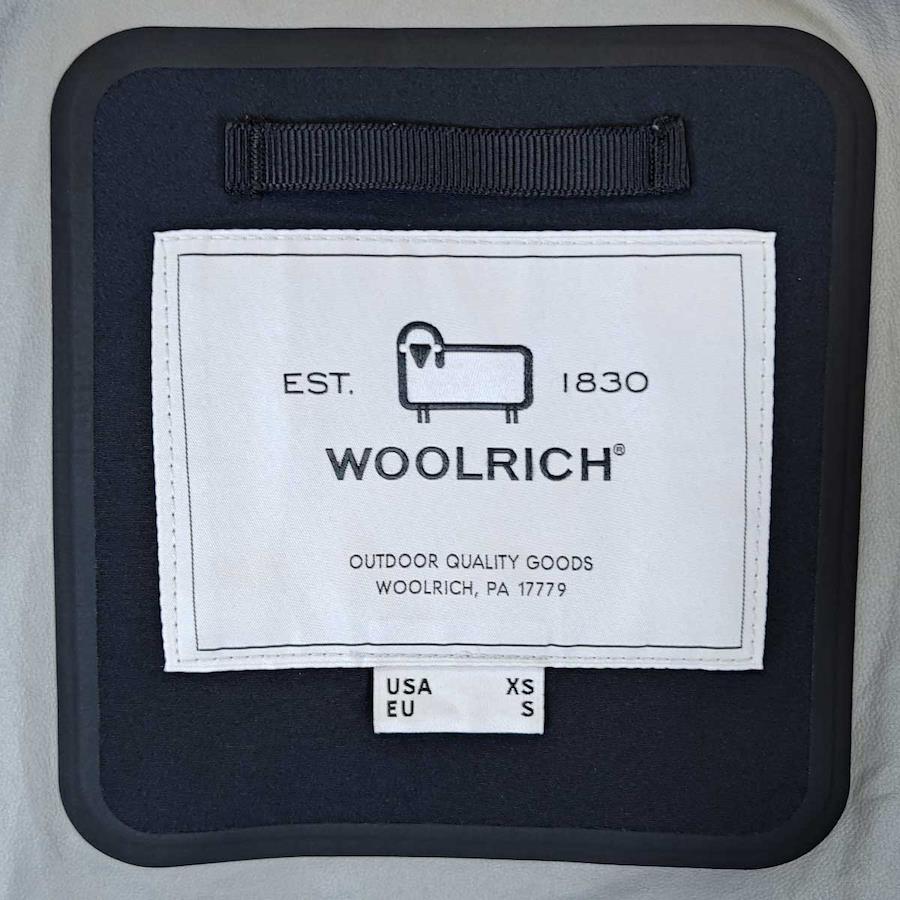 EST. 1830
WOOLRICH®
OUTDOOR QUALITY GOODS
WOOLRICH, PA 17779
USA XS
EU S